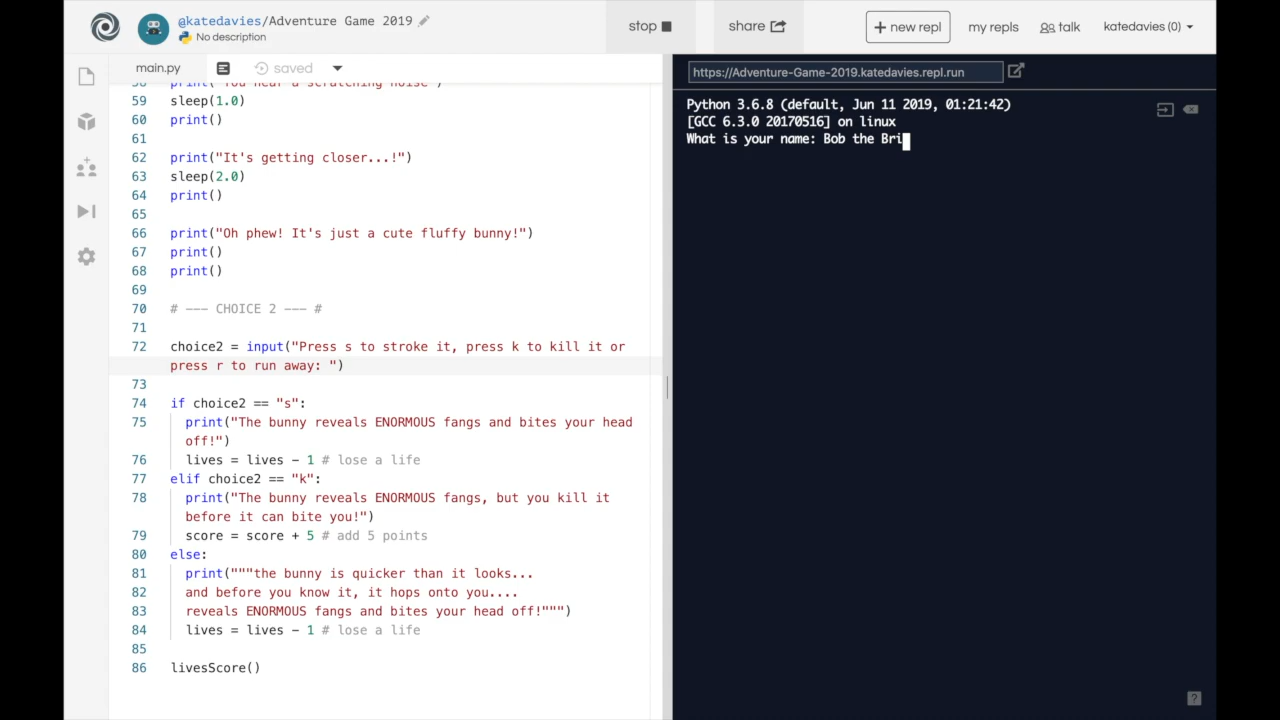 @katedavies/Adventure Game 2019
No description
stop
share
+ new repl
my repls
talk
katedavies (0)
main.py
saved
https://Adventure-Game-2019.katedavies.repl.run
58 print("You hear a scratching noise")
59 sleep(1.0)
60 print()
61
62 print("It's getting closer...!")
63 sleep(2.0)
64 print()
65
66 print("Oh phew! It's just a cute fluffy bunny!")
67 print()
68 print()
69
70 # --- CHOICE 2 --- #
71
72 choice2 = input("Press s to stroke it, press k to kill it or
press r to run away: ")
73
74 if choice2 == "s":
75 print("The bunny reveals ENORMOUS fangs and bites your head
off!")
76 lives = lives - 1 # lose a life
77 elif choice2 == "k":
78 print("The bunny reveals ENORMOUS fangs, but you kill it
before it can bite you!")
79 score = score + 5 # add 5 points
80 else:
81 print("""the bunny is quicker than it looks...
82 and before you know it, it hops onto you....
83 reveals ENORMOUS fangs and bites your head off!""")
84 lives = lives - 1 # lose a life
85
86 livesScore()
Python 3.6.8 (default, Jun 11 2019, 01:21:42)
[GCC 6.3.0 20170516] on linux
What is your name: Bob the Bri
?